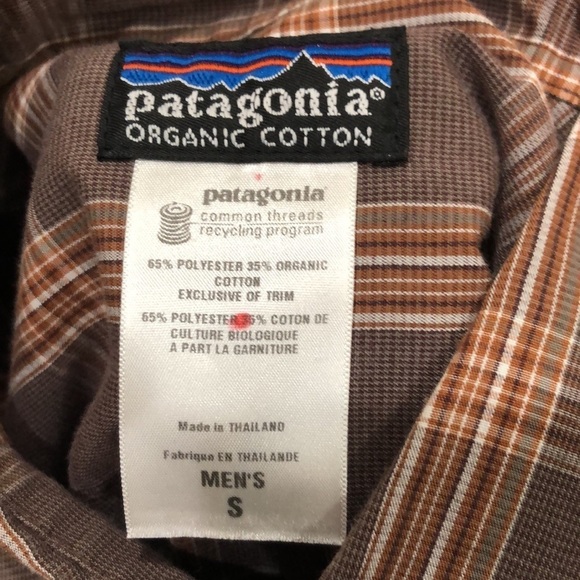 patagonia®
ORGANIC COTTON
patagonia®
common threads
recycling program
65% POLYESTER 35% ORGANIC
COTTON
EXCLUSIVE OF TRIM
65% POLYESTER 35% COTON DE
CULTURE BIOLOGIQUE
A PART LA GARNITURE
Made in THAILAND
Fabrique EN THAILANDE
MEN'S
S